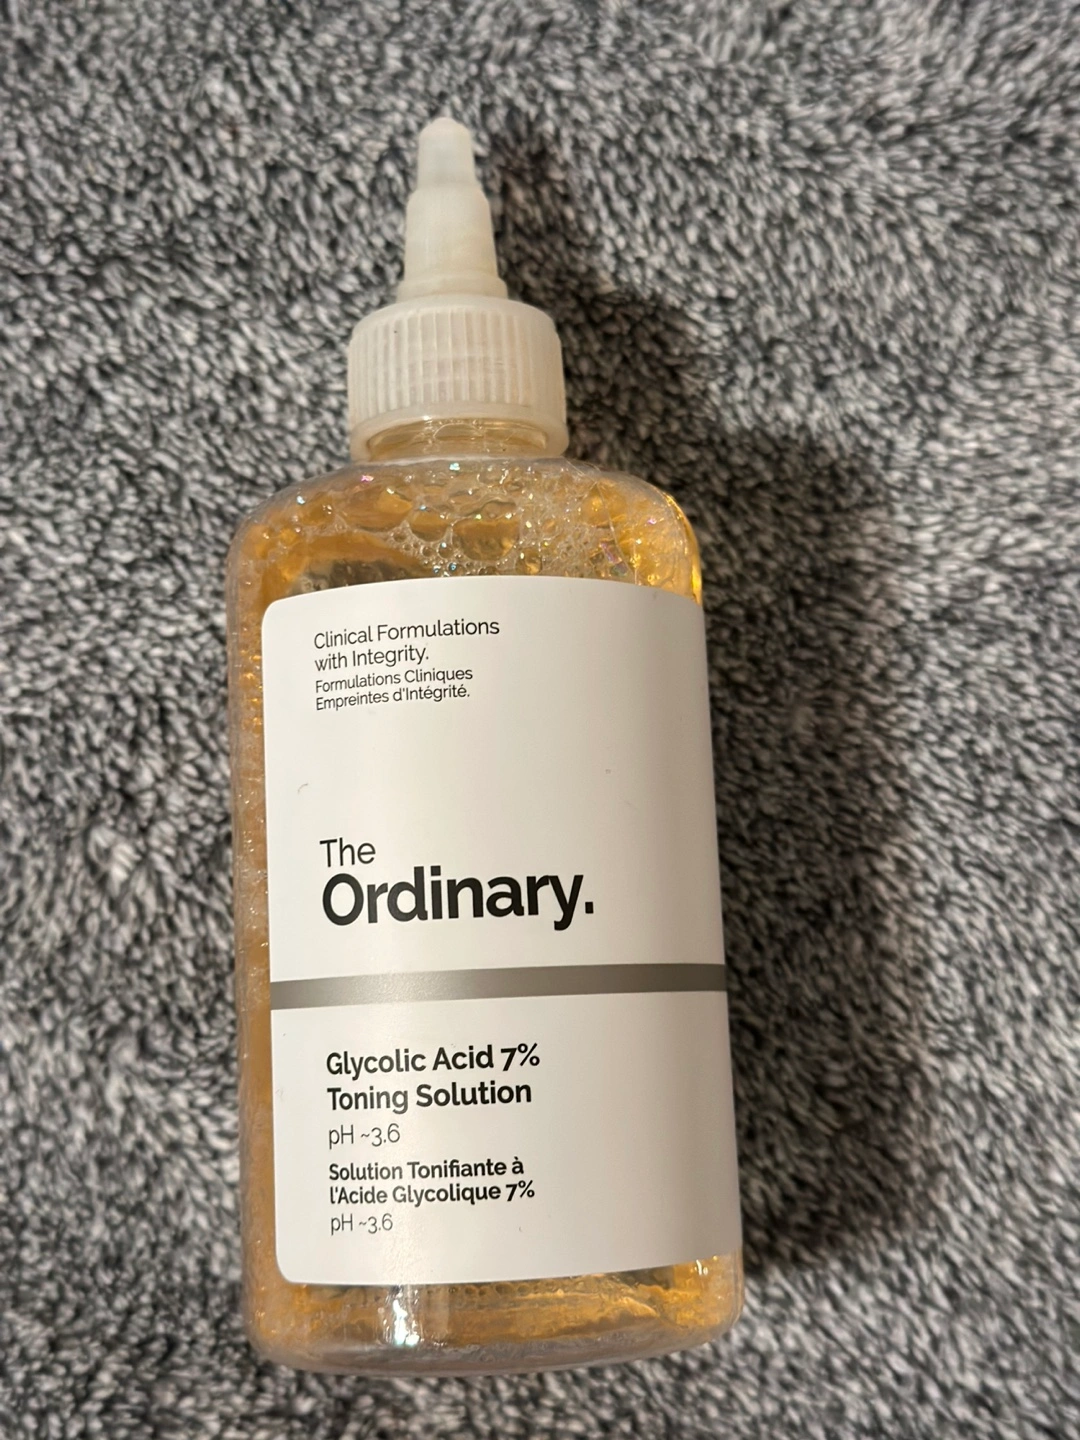 Clinical Formulations
with Integrity.
Formulations Cliniques
Empreintes d'Intégrité.
The
Ordinary.
Glycolic Acid 7%
Toning Solution
pH ~3.6
Solution Tonifiante à
l'Acide Glycolique 7%
pH ~3.6